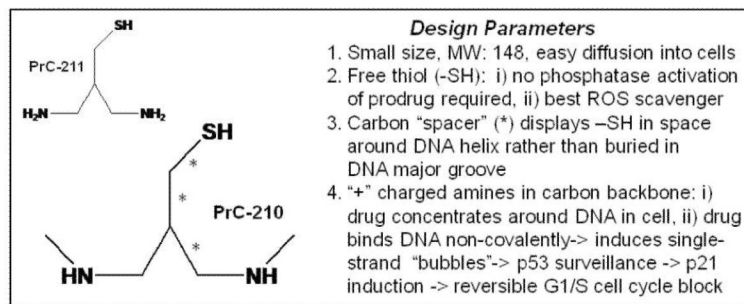 SH
PrC-211
H₂N
NH₂
SH
*
*
PrC-210
*
HN
NH
Design Parameters
1. Small size, MW: 148, easy diffusion into cells
2. Free thiol (-SH): i) no phosphatase activation
of prodrug required, ii) best ROS scavenger
3. Carbon "spacer" (*) displays –SH in space
around DNA helix rather than buried in
DNA major groove
4. "+" charged amines in carbon backbone: i)
drug concentrates around DNA in cell, ii) drug
binds DNA non-covalently-> induces single-
strand "bubbles"-> p53 surveillance -> p21
induction -> reversible G1/S cell cycle block